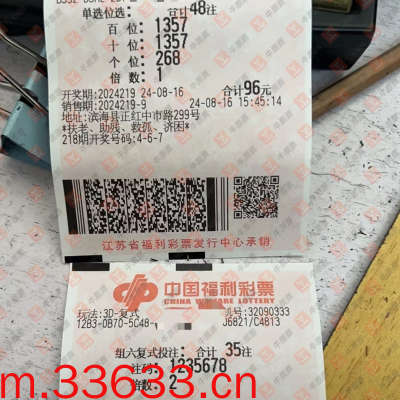 单选位选: 合计48注
百 位: 1357
十 位: 1357
个 位: 268
倍 数: 1
开奖期:2024219 24-08-16 合计96元
销售期:2024219-9 24-08-16 15:45:14
地址:滨海县正红中市路299号
*扶老、助残、救孤、济困*
218期开奖号码:4-6-7
江苏省福利彩票发行中心承销
中国福利彩票
CHINA WELFARE LOTTERY
玩法:3D-复式 号:32090333
12B3-0B70-5C48- J6821/C4813
组六复式投注: 合计 35注
注码: 1235678
倍数: 2
m.33633.cn